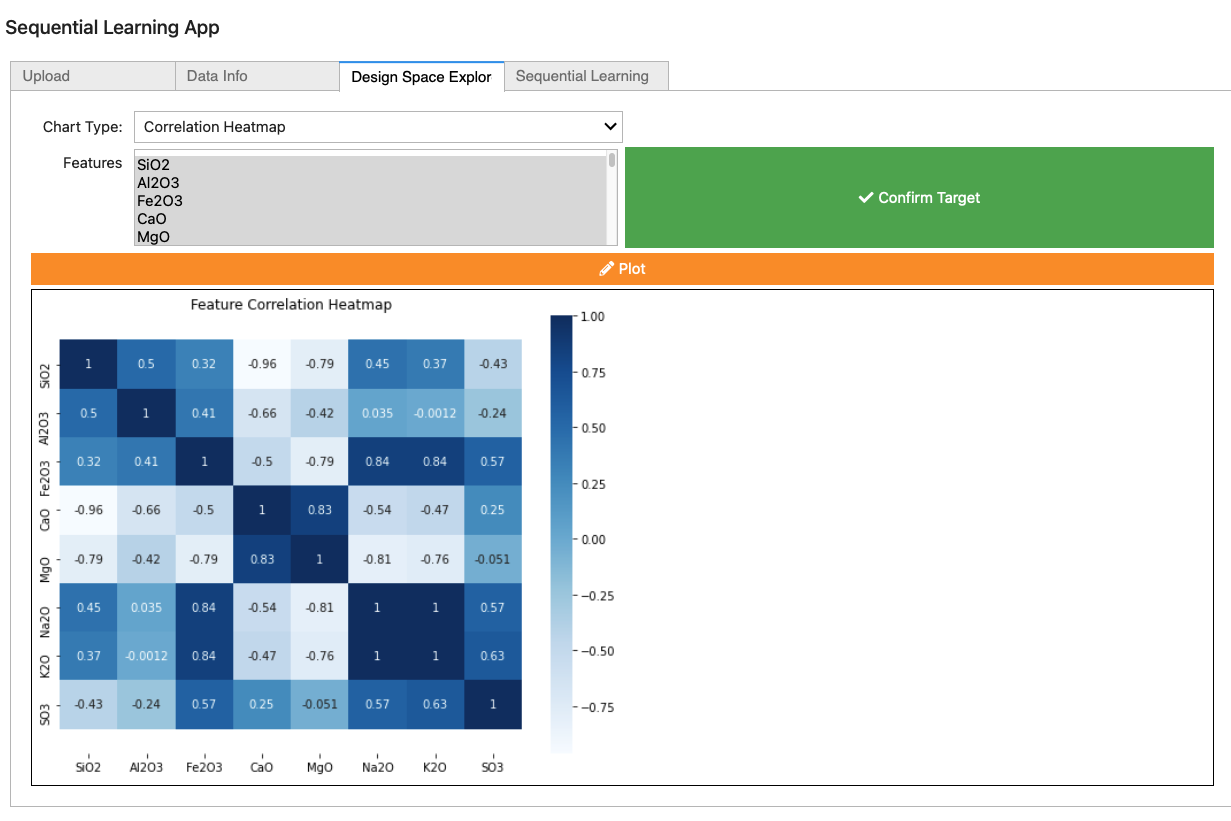 Sequential Learning App
Upload Data Info Design Space Explor Sequential Learning
Chart Type: Correlation Heatmap
Features SiO2
Al2O3
Fe2O3
CaO
MgO
Confirm Target
Plot
Feature Correlation Heatmap
SiO2 1 0.5 0.32 -0.96 -0.79 0.45 0.37 -0.43
Al2O3 0.5 1 0.41 -0.66 -0.42 0.035 -0.0012 -0.24
Fe2O3 0.32 0.41 1 -0.5 -0.79 0.84 0.84 0.57
CaO -0.96 -0.66 -0.5 1 0.83 -0.54 -0.47 0.25
MgO -0.79 -0.42 -0.79 0.83 1 -0.81 -0.76 -0.051
Na2O 0.45 0.035 0.84 -0.54 -0.81 1 1 0.57
K2O 0.37 -0.0012 0.84 -0.47 -0.76 1 1 0.63
SO3 -0.43 -0.24 0.57 0.25 -0.051 0.57 0.63 1
SiO2 Al2O3 Fe2O3 CaO MgO Na2O K2O SO3
1.00
0.75
0.50
0.25
0.00
−0.25
−0.50
−0.75